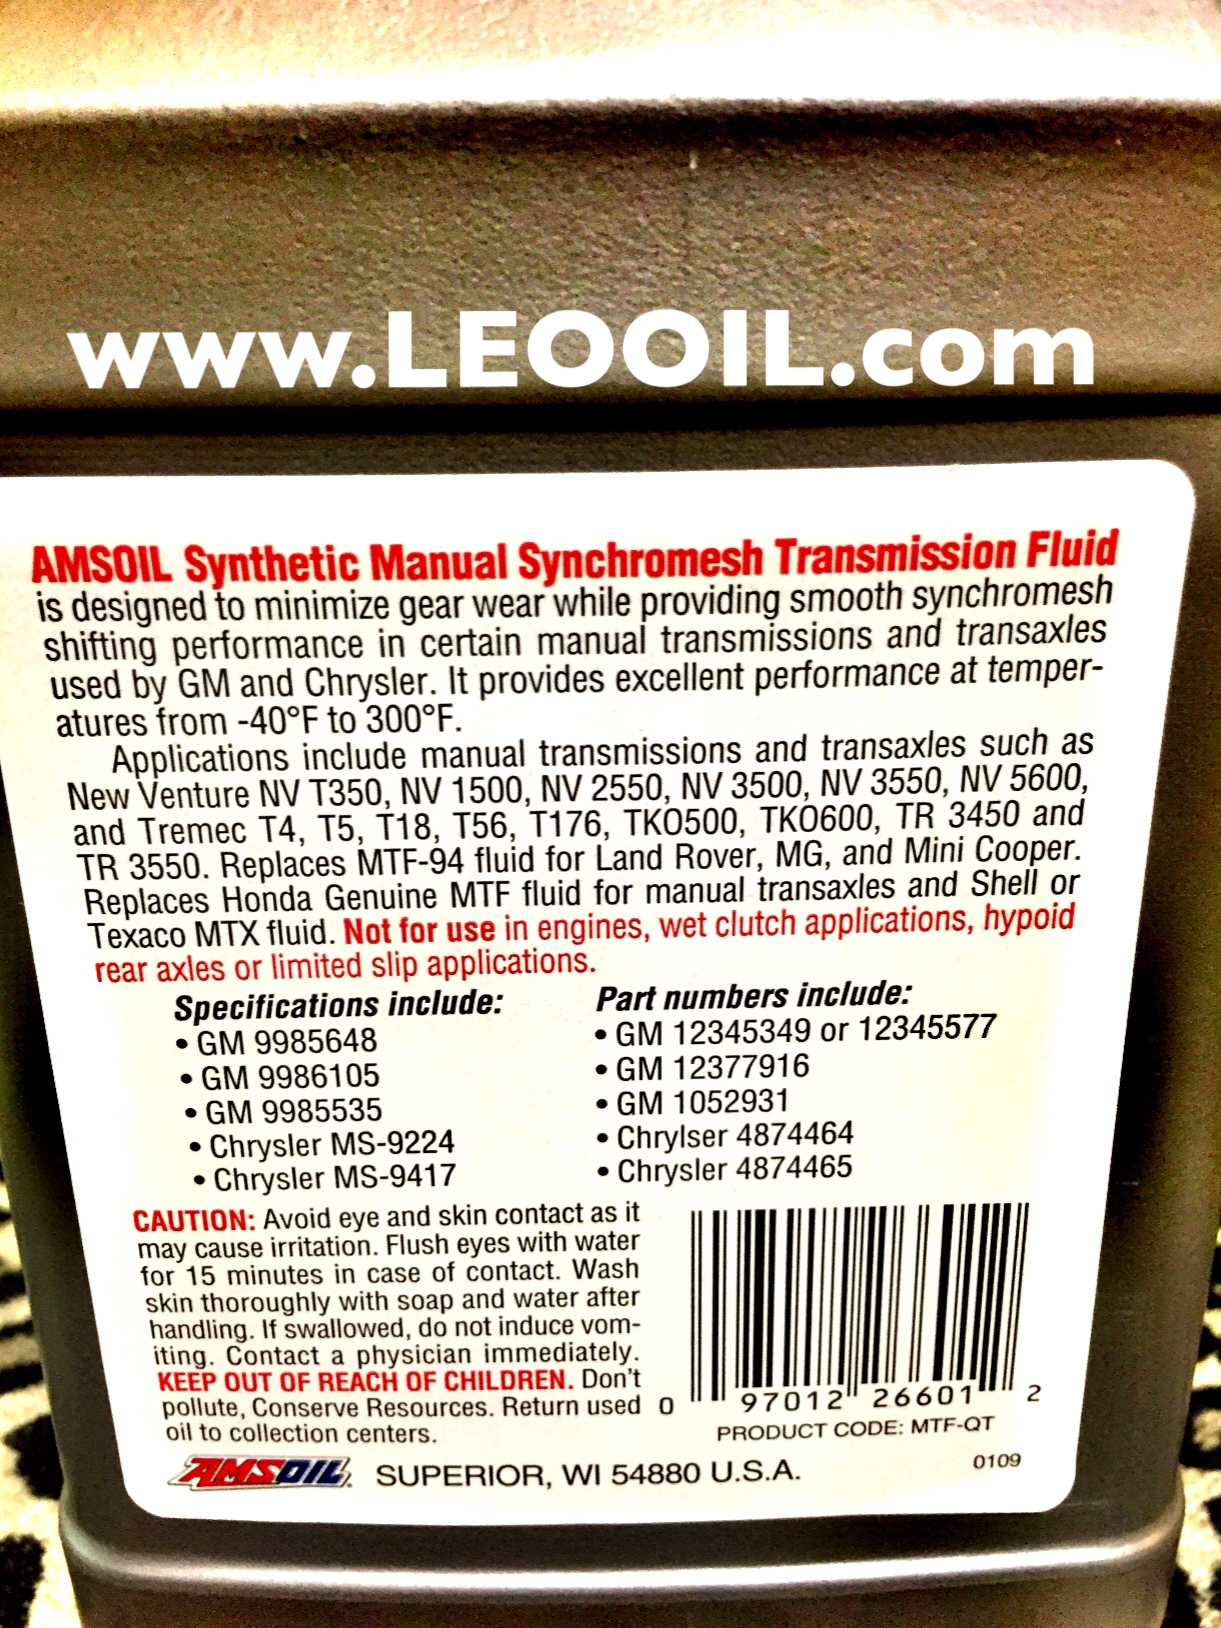 www.LEOOIL.com
AMSOIL Synthetic Manual Synchromesh Transmission Fluid
is designed to minimize gear wear while providing smooth synchromesh
shifting performance in certain manual transmissions and transaxles
used by GM and Chrysler. It provides excellent performance at temper-
atures from -40°F to 300°F.
Applications include manual transmissions and transaxles such as
New Venture NV T350, NV 1500, NV 2550, NV 3500, NV 3550, NV 5600,
and Tremec T4, T5, T18, T56, T176, TKO500, TKO600, TR 3450 and
TR 3550. Replaces MTF-94 fluid for Land Rover, MG, and Mini Cooper.
Replaces Honda Genuine MTF fluid for manual transaxles and Shell or
Texaco MTX fluid. Not for use in engines, wet clutch applications, hypoid
rear axles or limited slip applications.
Specifications include:
• GM 9985648
• GM 9986105
• GM 9985535
• Chrysler MS-9224
• Chrysler MS-9417
Part numbers include:
• GM 12345349 or 12345577
• GM 12377916
• GM 1052931
• Chrylser 4874464
• Chrysler 4874465
CAUTION: Avoid eye and skin contact as it
may cause irritation. Flush eyes with water
for 15 minutes in case of contact. Wash
skin thoroughly with soap and water after
handling. If swallowed, do not induce vom-
iting. Contact a physician immediately.
KEEP OUT OF REACH OF CHILDREN. Don't
pollute, Conserve Resources. Return used
oil to collection centers.
0 97012 26601 2
PRODUCT CODE: MTF-QT
0109
AMSOIL SUPERIOR, WI 54880 U.S.A.